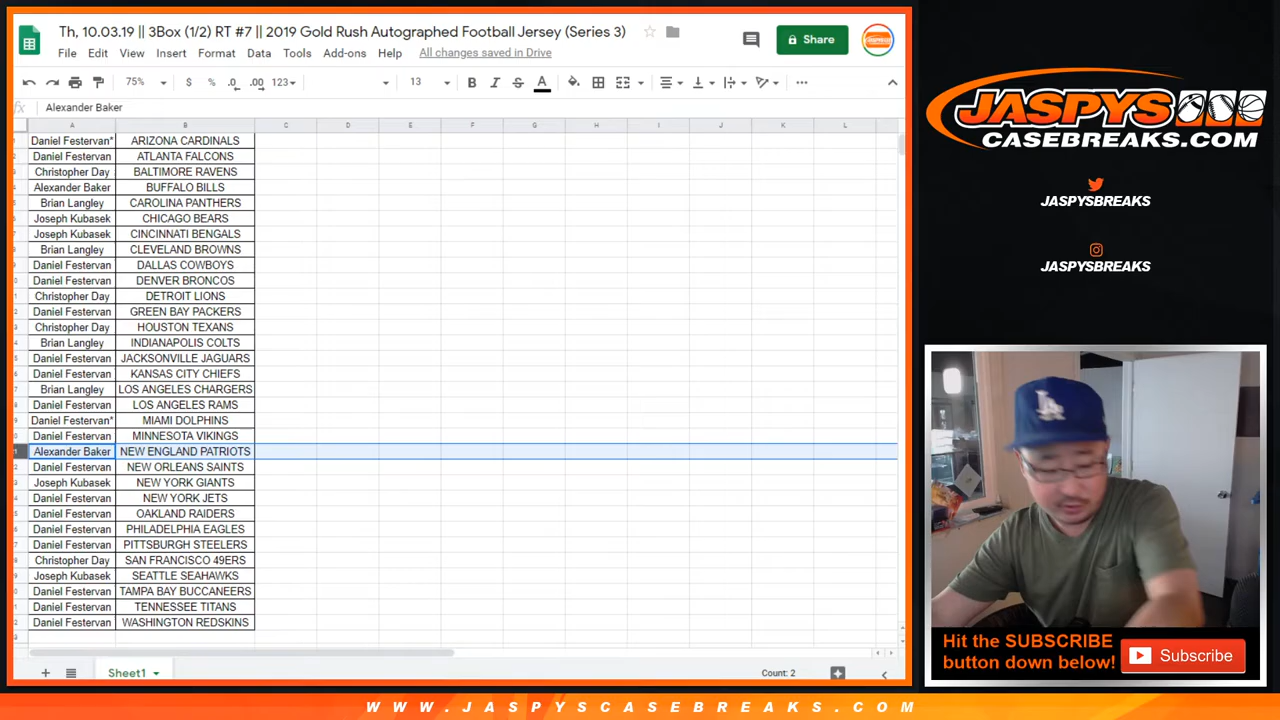 Th, 10.03.19 || 3Box (1/2) RT #7 || 2019 Gold Rush Autographed Football Jersey (Series 3)
Share
File Edit View Insert Format Data Tools Add-ons Help All changes saved in Drive
75% $ % .0 .00 123 13 B I S A
fx Alexander Baker
A B C D E F G H I J K L
Daniel Festervan* ARIZONA CARDINALS
Daniel Festervan ATLANTA FALCONS
Christopher Day BALTIMORE RAVENS
Alexander Baker BUFFALO BILLS
Brian Langley CAROLINA PANTHERS
Joseph Kubasek CHICAGO BEARS
Joseph Kubasek CINCINNATI BENGALS
Brian Langley CLEVELAND BROWNS
Daniel Festervan DALLAS COWBOYS
Daniel Festervan DENVER BRONCOS
Christopher Day DETROIT LIONS
Daniel Festervan GREEN BAY PACKERS
Christopher Day HOUSTON TEXANS
Brian Langley INDIANAPOLIS COLTS
Daniel Festervan JACKSONVILLE JAGUARS
Daniel Festervan KANSAS CITY CHIEFS
Brian Langley LOS ANGELES CHARGERS
Daniel Festervan LOS ANGELES RAMS
Daniel Festervan* MIAMI DOLPHINS
Daniel Festervan MINNESOTA VIKINGS
Alexander Baker NEW ENGLAND PATRIOTS
Daniel Festervan NEW ORLEANS SAINTS
Joseph Kubasek NEW YORK GIANTS
Daniel Festervan NEW YORK JETS
Daniel Festervan OAKLAND RAIDERS
Daniel Festervan PHILADELPHIA EAGLES
Daniel Festervan PITTSBURGH STEELERS
Christopher Day SAN FRANCISCO 49ERS
Joseph Kubasek SEATTLE SEAHAWKS
Daniel Festervan TAMPA BAY BUCCANEERS
Daniel Festervan TENNESSEE TITANS
Daniel Festervan WASHINGTON REDSKINS
Sheet1
Count: 2
JASPYS
CASEBREAKS.COM
JASPYSBREAKS
JASPYSBREAKS
LA
Hit the SUBSCRIBE
button down below!
Subscribe
WWW.JASPYSCASEBREAKS.COM